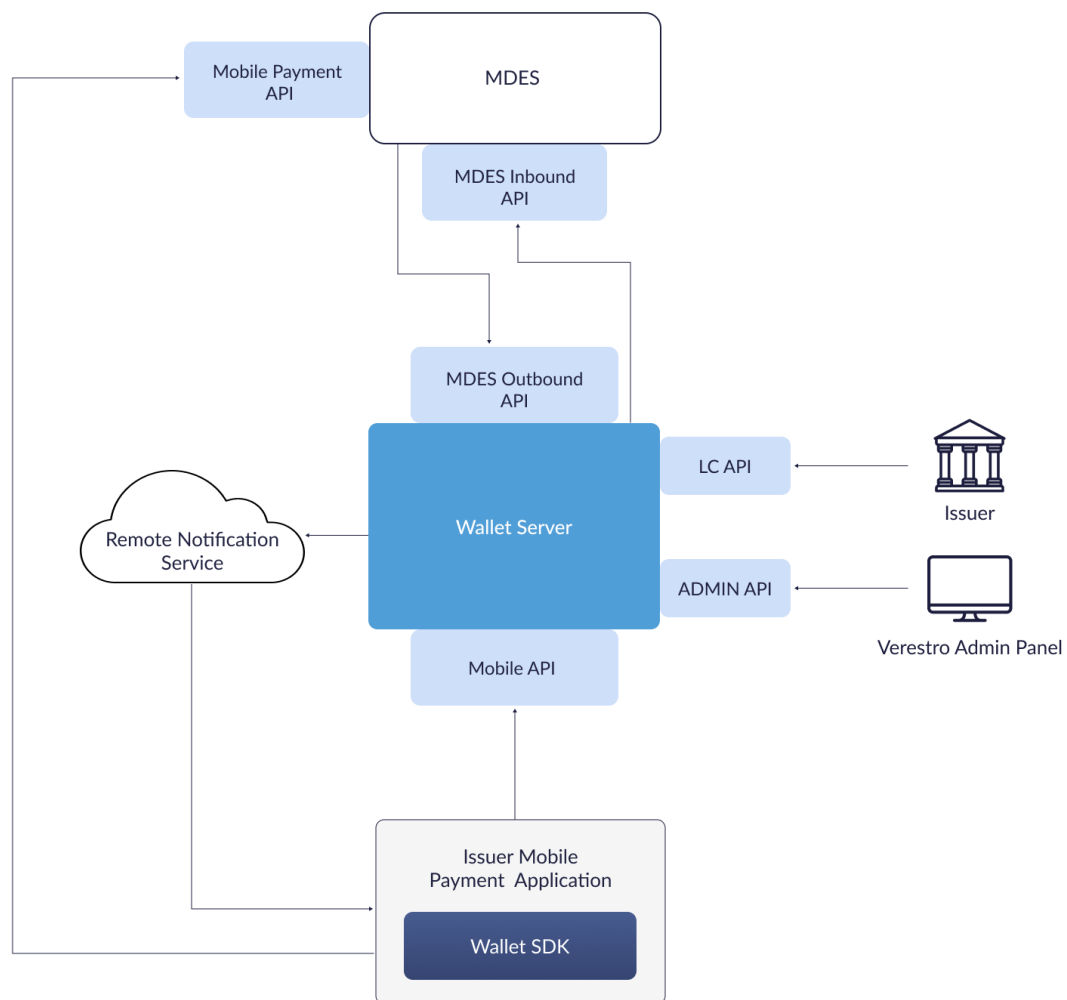 Mobile Payment
API
MDES
MDES Inbound
API
MDES Outbound
API
LC API
Issuer
Wallet Server
Remote Notification
Service
ADMIN API
Verestro Admin Panel
Mobile API
Issuer Mobile
Payment Application
Wallet SDK